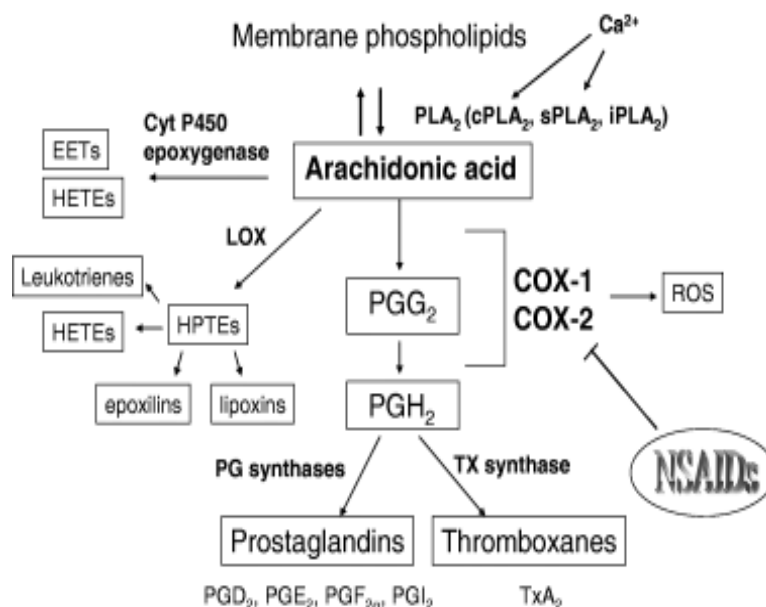 Membrane phospholipids
Ca²⁺
PLA₂ (cPLA₂, sPLA₂, iPLA₂)
Cyt P450
epoxygenase
EETs
HETEs
Arachidonic acid
LOX
Leukotrienes
HETEs
HPTEs
epoxilins
lipoxins
PGG₂
COX-1
COX-2
ROS
PGH₂
NSAIDs
PG synthases
TX synthase
Prostaglandins
Thromboxanes
PGD₂, PGE₂, PGF₂α, PGI₂
TxA₂